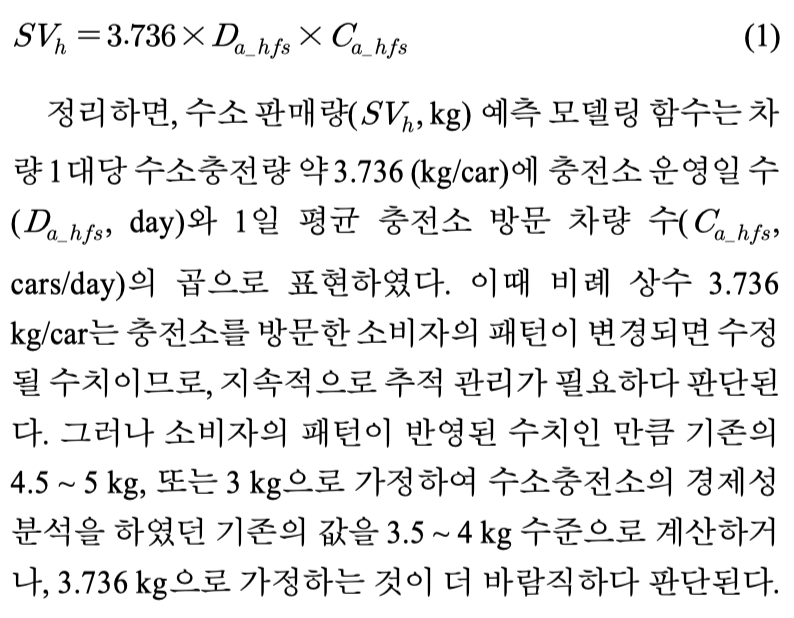 SV_h = 3.736 × D_{a_hfs} × C_{a_hfs} (1)
정리하면, 수소 판매량(SV_h, kg) 예측 모델링 함수는 차
량 1대당 수소충전량 약 3.736 (kg/car)에 충전소 운영일 수
(D_{a_hfs}, day)와 1일 평균 충전소 방문 차량 수(C_{a_hfs},
cars/day)의 곱으로 표현하였다. 이때 비례 상수 3.736
kg/car는 충전소를 방문한 소비자의 패턴이 변경되면 수정
될 수치이므로, 지속적으로 추적 관리가 필요하다 판단된
다. 그러나 소비자의 패턴이 반영된 수치인 만큼 기존의
4.5 ~ 5 kg, 또는 3 kg으로 가정하여 수소충전소의 경제성
분석을 하였던 기존의 값을 3.5 ~ 4 kg 수준으로 계산하거
나, 3.736 kg으로 가정하는 것이 더 바람직하다 판단된다.